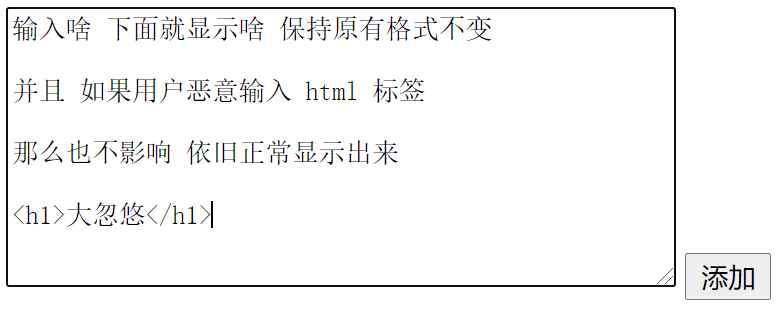 输入啥 下面就显示啥 保持原有格式不变
并且 如果用户恶意输入 html 标签
那么也不影响 依旧正常显示出来
<h1>大忽悠</h1>
添加